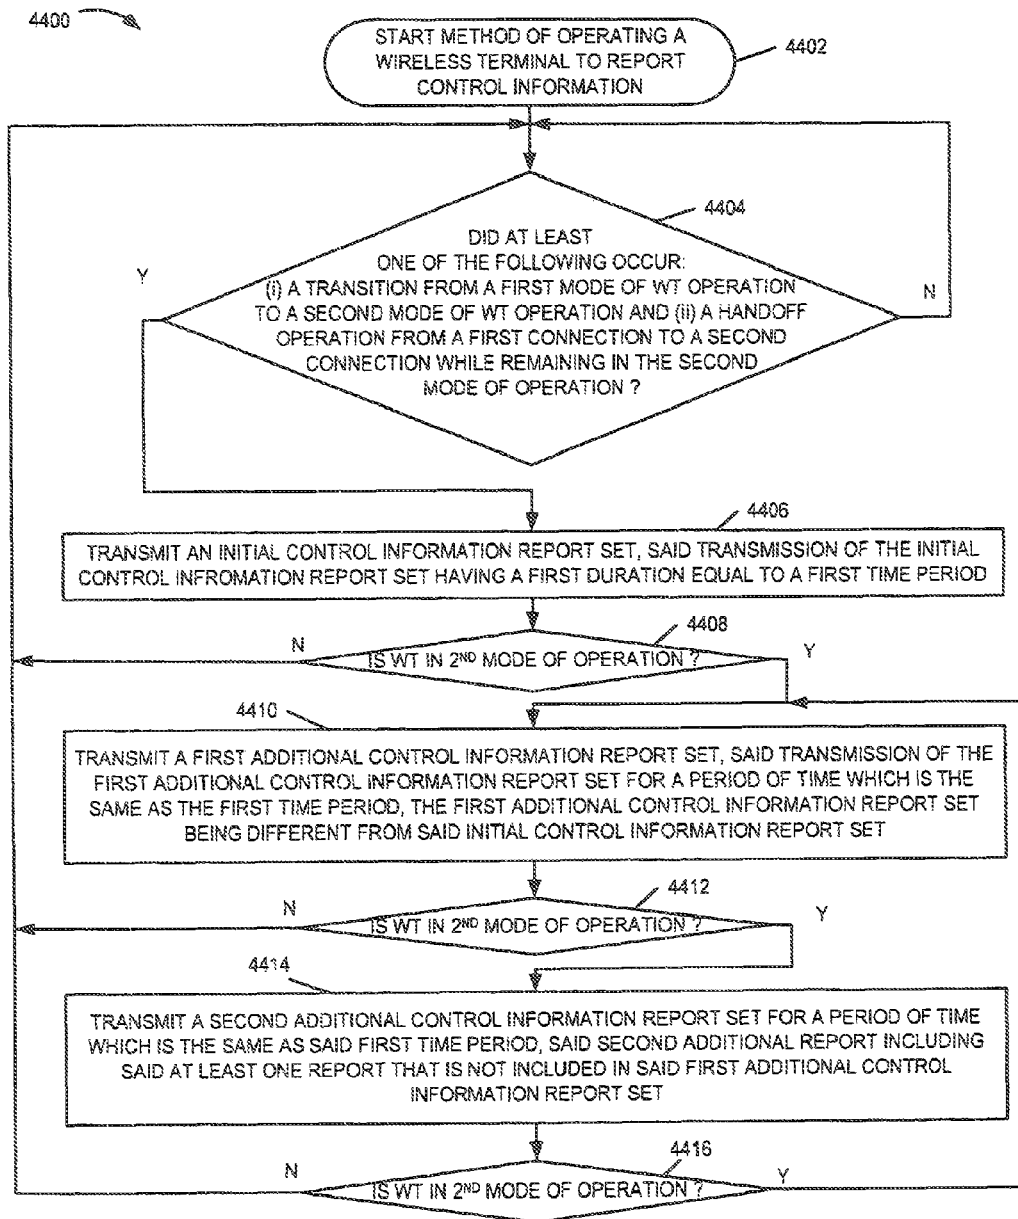 4400
START METHOD OF OPERATING A
WIRELESS TERMINAL TO REPORT
CONTROL INFORMATION
4402
4404
DID AT LEAST
ONE OF THE FOLLOWING OCCUR:
(i) A TRANSITION FROM A FIRST MODE OF WT OPERATION
TO A SECOND MODE OF WT OPERATION AND (ii) A HANDOFF
OPERATION FROM A FIRST CONNECTION TO A SECOND
CONNECTION WHILE REMAINING IN THE SECOND
MODE OF OPERATION ?
Y
N
4406
TRANSMIT AN INITIAL CONTROL INFORMATION REPORT SET, SAID TRANSMISSION OF THE INITIAL
CONTROL INFROMATION REPORT SET HAVING A FIRST DURATION EQUAL TO A FIRST TIME PERIOD
4408
N
IS WT IN 2ND MODE OF OPERATION ?
Y
4410
TRANSMIT A FIRST ADDITIONAL CONTROL INFORMATION REPORT SET, SAID TRANSMISSION OF THE
FIRST ADDITIONAL CONTROL INFORMATION REPORT SET FOR A PERIOD OF TIME WHICH IS THE
SAME AS THE FIRST TIME PERIOD, THE FIRST ADDITIONAL CONTROL INFORMATION REPORT SET
BEING DIFFERENT FROM SAID INITIAL CONTROL INFORMATION REPORT SET
4412
N
IS WT IN 2ND MODE OF OPERATION ?
Y
4414
TRANSMIT A SECOND ADDITIONAL CONTROL INFORMATION REPORT SET FOR A PERIOD OF TIME
WHICH IS THE SAME AS SAID FIRST TIME PERIOD, SAID SECOND ADDITIONAL REPORT INCLUDING
SAID AT LEAST ONE REPORT THAT IS NOT INCLUDED IN SAID FIRST ADDITIONAL CONTROL
INFORMATION REPORT SET
4416
N
IS WT IN 2ND MODE OF OPERATION ?
Y